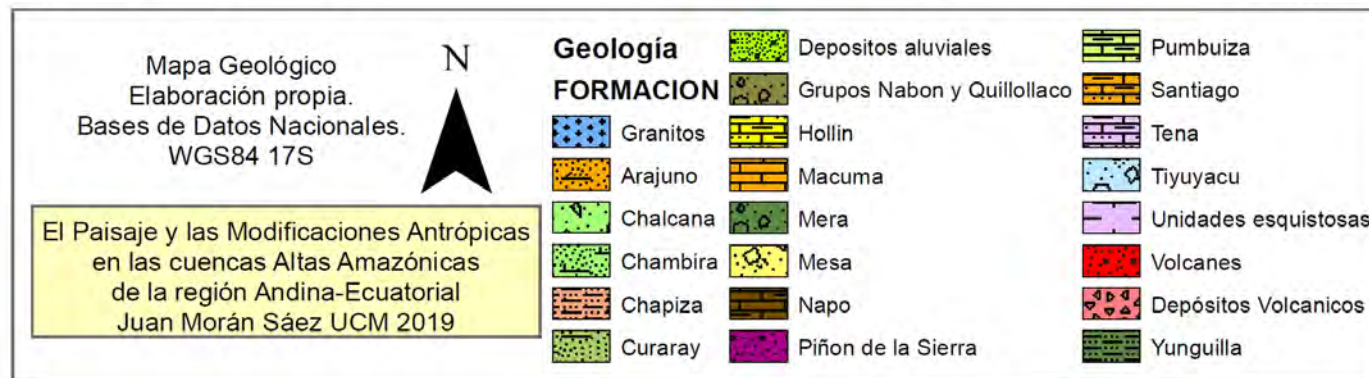 Mapa Geológico
Elaboración propia.
Bases de Datos Nacionales.
WGS84 17S
N
El Paisaje y las Modificaciones Antrópicas
en las cuencas Altas Amazónicas
de la región Andina-Ecuatorial
Juan Morán Sáez UCM 2019
Geología
FORMACION
Granitos
Arajuno
Chalcana
Chambira
Chapiza
Curaray
Depositos aluviales
Grupos Nabon y Quillollaco
Hollin
Macuma
Mera
Mesa
Napo
Piñon de la Sierra
Pumbuiza
Santiago
Tena
Tiyuyacu
Unidades esquistosas
Volcanes
Depósitos Volcanicos
Yunguilla